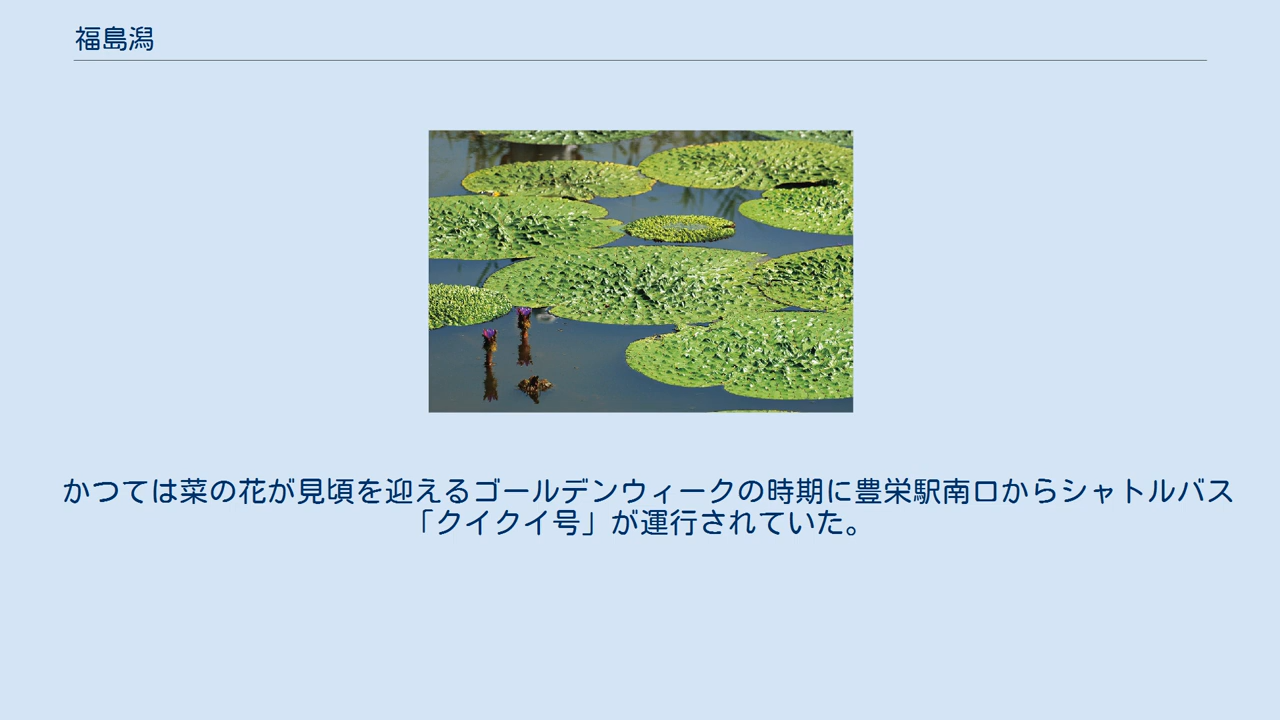 福島潟
かつては菜の花が見頃を迎えるゴールデンウィークの時期に豊栄駅南口からシャトルバス
「クイクイ号」が運行されていた。